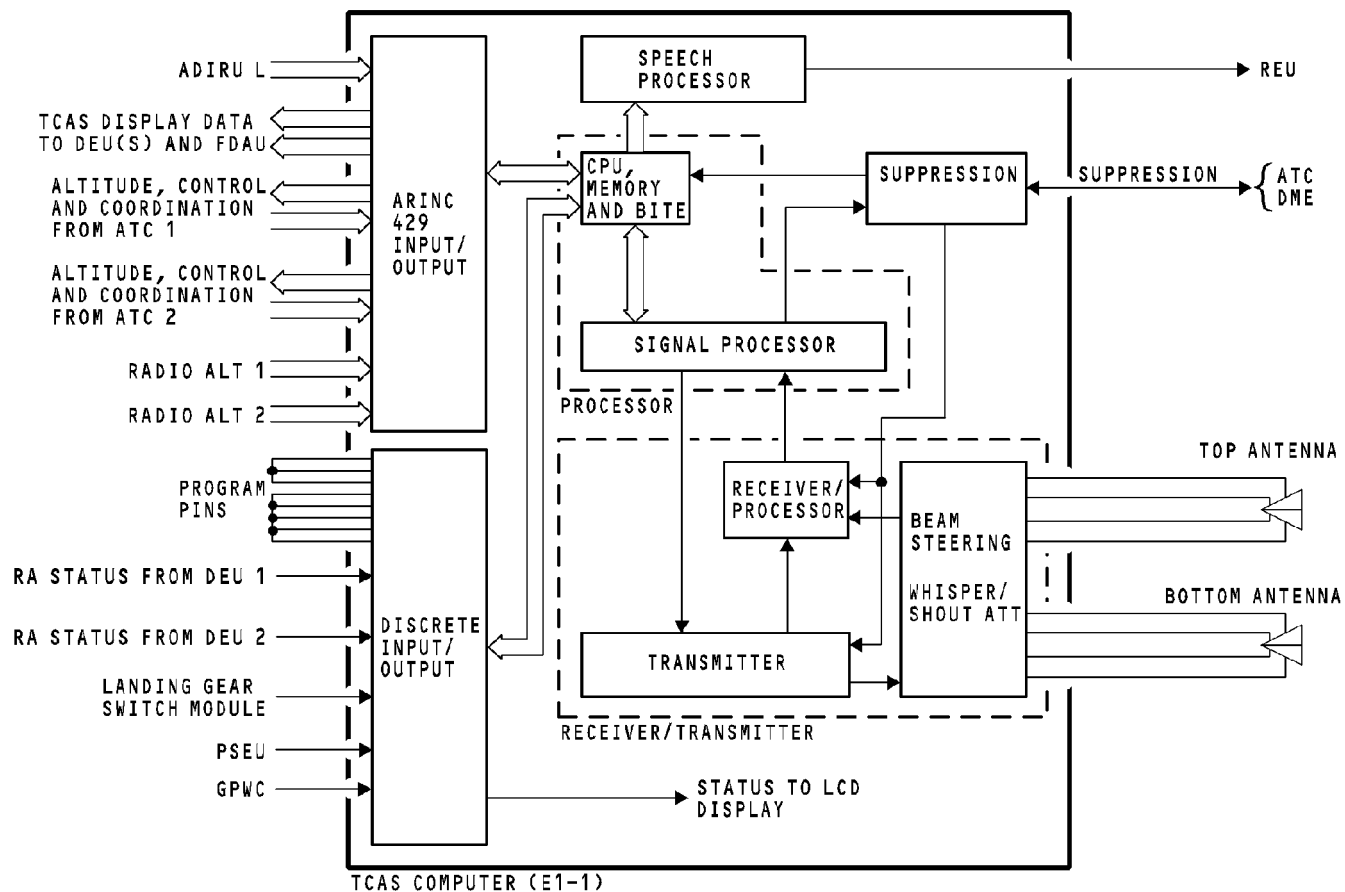 ADIRU L
TCAS DISPLAY DATA
TO DEU(S) AND FDAU
ALTITUDE, CONTROL
AND COORDINATION
FROM ATC 1
ALTITUDE, CONTROL
AND COORDINATION
FROM ATC 2
RADIO ALT 1
RADIO ALT 2
PROGRAM
PINS
RA STATUS FROM DEU 1
RA STATUS FROM DEU 2
LANDING GEAR
SWITCH MODULE
PSEU
GPWC
ARINC
429
INPUT/
OUTPUT
DISCRETE
INPUT/
OUTPUT
SPEECH
PROCESSOR
REU
CPU,
MEMORY
AND BITE
SUPPRESSION
SUPPRESSION
ATC
DME
SIGNAL PROCESSOR
PROCESSOR
RECEIVER/
PROCESSOR
BEAM
STEERING
WHISPER/
SHOUT ATT
TRANSMITTER
RECEIVER/TRANSMITTER
TOP ANTENNA
BOTTOM ANTENNA
STATUS TO LCD
DISPLAY
TCAS COMPUTER (E1-1)